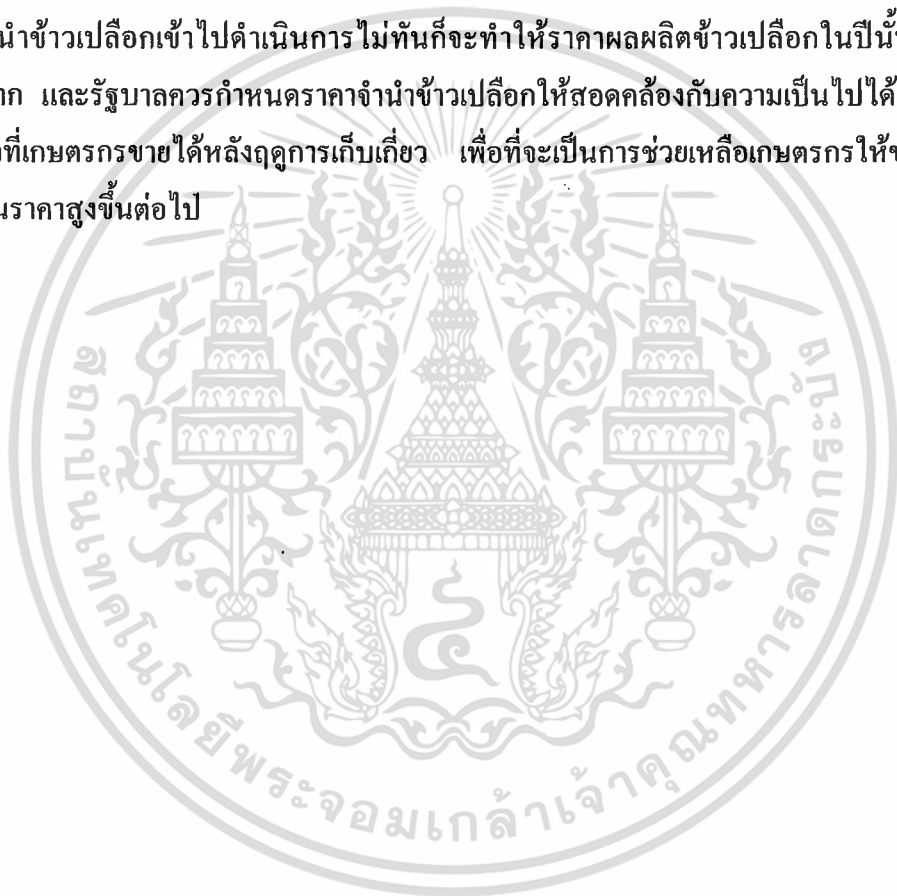 นำข้าวเปลือกเข้าไปดำเนินการไม่ทันก็จะทำให้ราคาผลผลิตข้าวเปลือกในปีนั้
และรัฐบาลควรกำหนดราคาจำนำข้าวเปลือกให้สอดคล้องกับความเป็นไปได้
ที่เกษตรกรขายได้หลังฤดูการเก็บเกี่ยว เพื่อที่จะเป็นการช่วยเหลือเกษตรกรให้
ราคาสูงขึ้นต่อไป
สถาบันเทคโนโลยีพระจอมเกล้าเจ้าคุณทหารลาดกระบัง